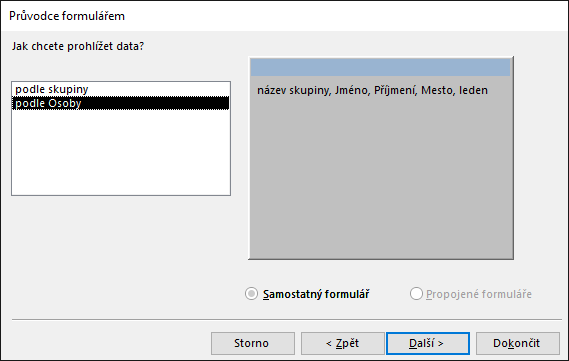 Průvodce formulářem
Jak chcete prohlížet data?
podle skupiny
podle Osoby
název skupiny, Jméno, Příjmení, Mesto, leden
Samostatný formulář
Propojené formuláře
Storno
< Zpět
Další >
Dokončit